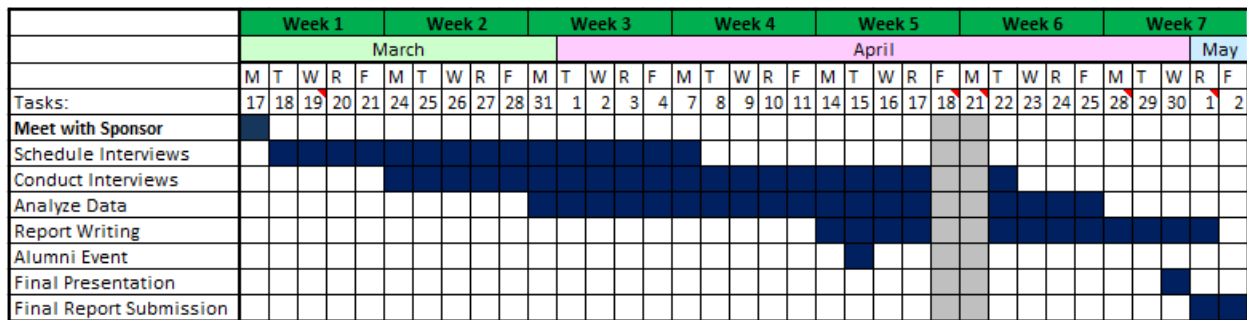 Week 1 Week 2 Week 3 Week 4 Week 5 Week 6 Week 7
March April May
M T W R F M T W R F M T W R F M T W R F M T W R F M T W R F M T W R F
Tasks: 17 18 19 20 21 24 25 26 27 28 31 1 2 3 4 7 8 9 10 11 14 15 16 17 18 21 22 23 24 25 28 29 30 1 2
Meet with Sponsor
Schedule Interviews
Conduct Interviews
Analyze Data
Report Writing
Alumni Event
Final Presentation
Final Report Submission